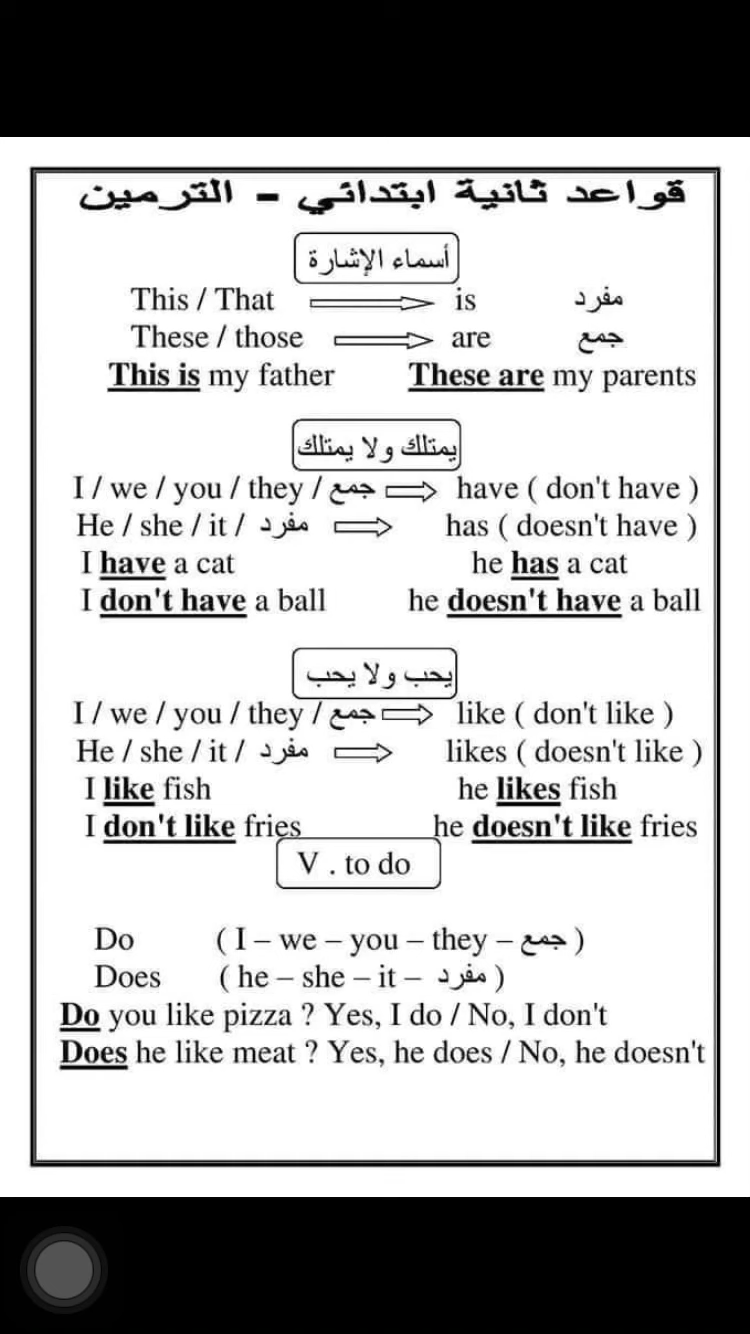 قواعد ثانية ابتدائي - الترمين
أسماء الإشارة
This / That ⇒ is مفرد
These / those ⇒ are جمع
This is my father These are my parents
يمتلك ولا يمتلك
I / we / you / they / جمع ⇒ have ( don't have )
He / she / it / مفرد ⇒ has ( doesn't have )
I have a cat he has a cat
I don't have a ball he doesn't have a ball
يحب ولا يحب
I / we / you / they / جمع ⇒ like ( don't like )
He / she / it / مفرد ⇒ likes ( doesn't like )
I like fish he likes fish
I don't like fries he doesn't like fries
V . to do
Do ( I – we – you – they – جمع )
Does ( he – she – it – مفرد )
Do you like pizza ? Yes, I do / No, I don't
Does he like meat ? Yes, he does / No, he doesn't